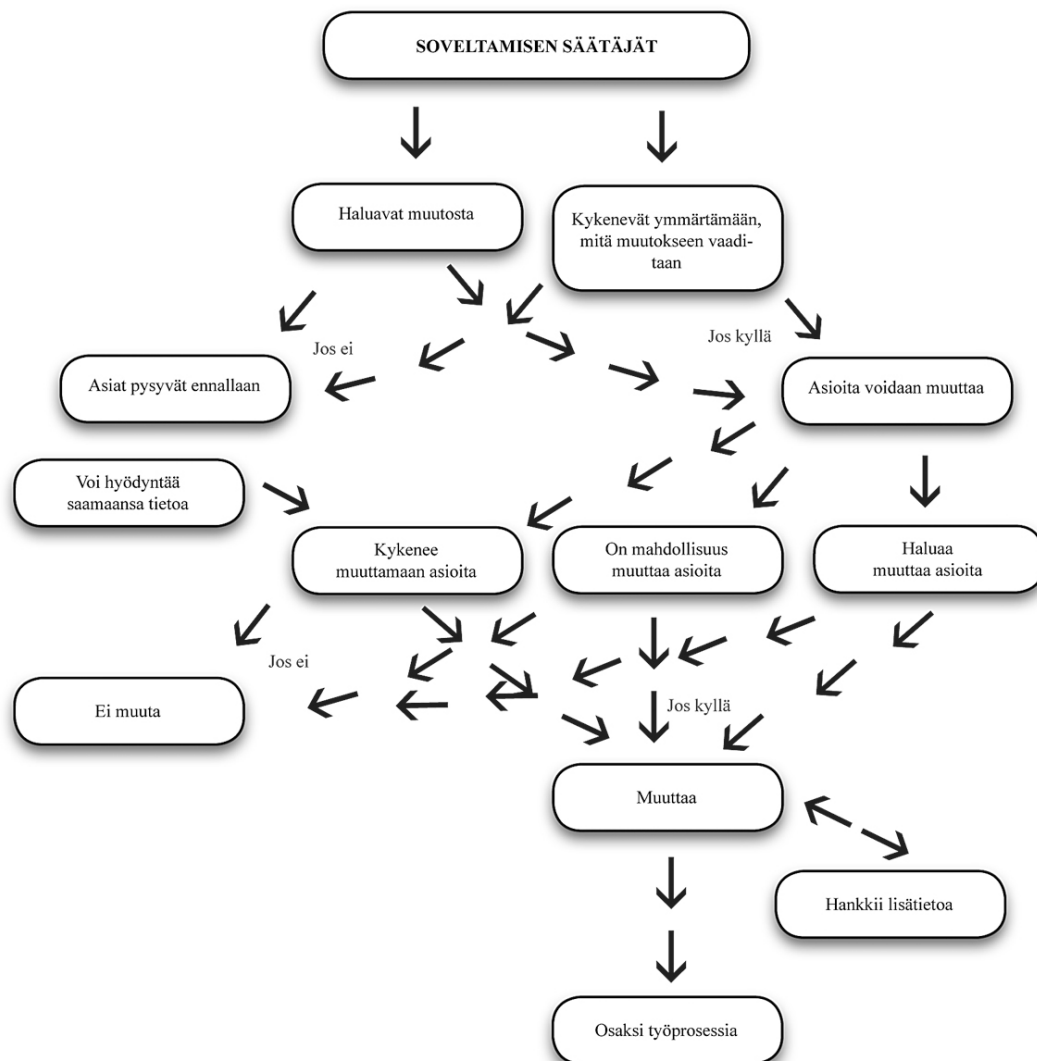 SOVELTAMISEN SÄÄTÄJÄT
Haluavat muutosta
Kykenevät ymmärtämään,
mitä muutokseen vaadi-
taan
Jos ei
Jos kyllä
Asiat pysyvät ennallaan
Asioita voidaan muuttaa
Voi hyödyntää
saamaansa tietoa
Kykenee
muuttamaan asioita
On mahdollisuus
muuttaa asioita
Haluaa
muuttaa asioita
Jos ei
Ei muuta
Jos kyllä
Muuttaa
Hankkii lisätietoa
Osaksi työprosessia